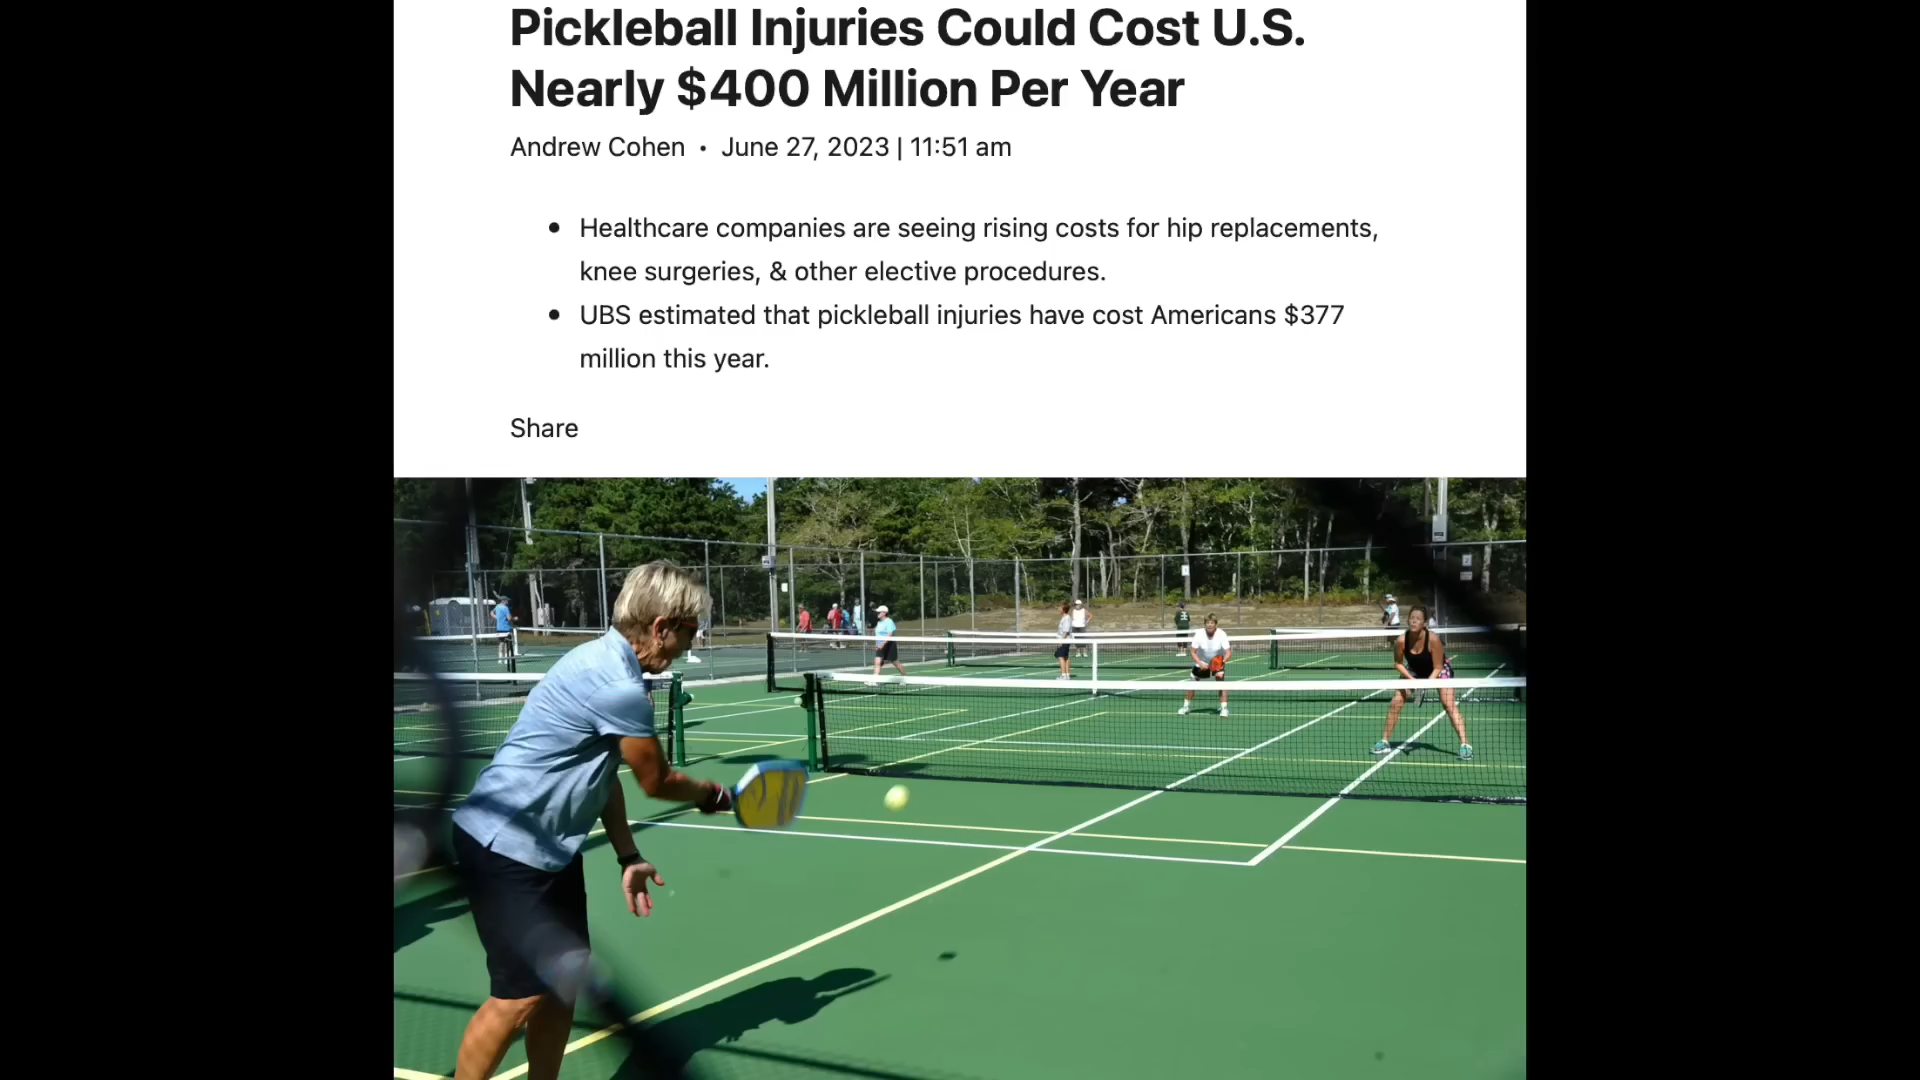 Pickleball Injuries Could Cost U.S.
Nearly $400 Million Per Year
Andrew Cohen • June 27, 2023 | 11:51 am
• Healthcare companies are seeing rising costs for hip replacements,
knee surgeries, & other elective procedures.
• UBS estimated that pickleball injuries have cost Americans $377
million this year.
Share